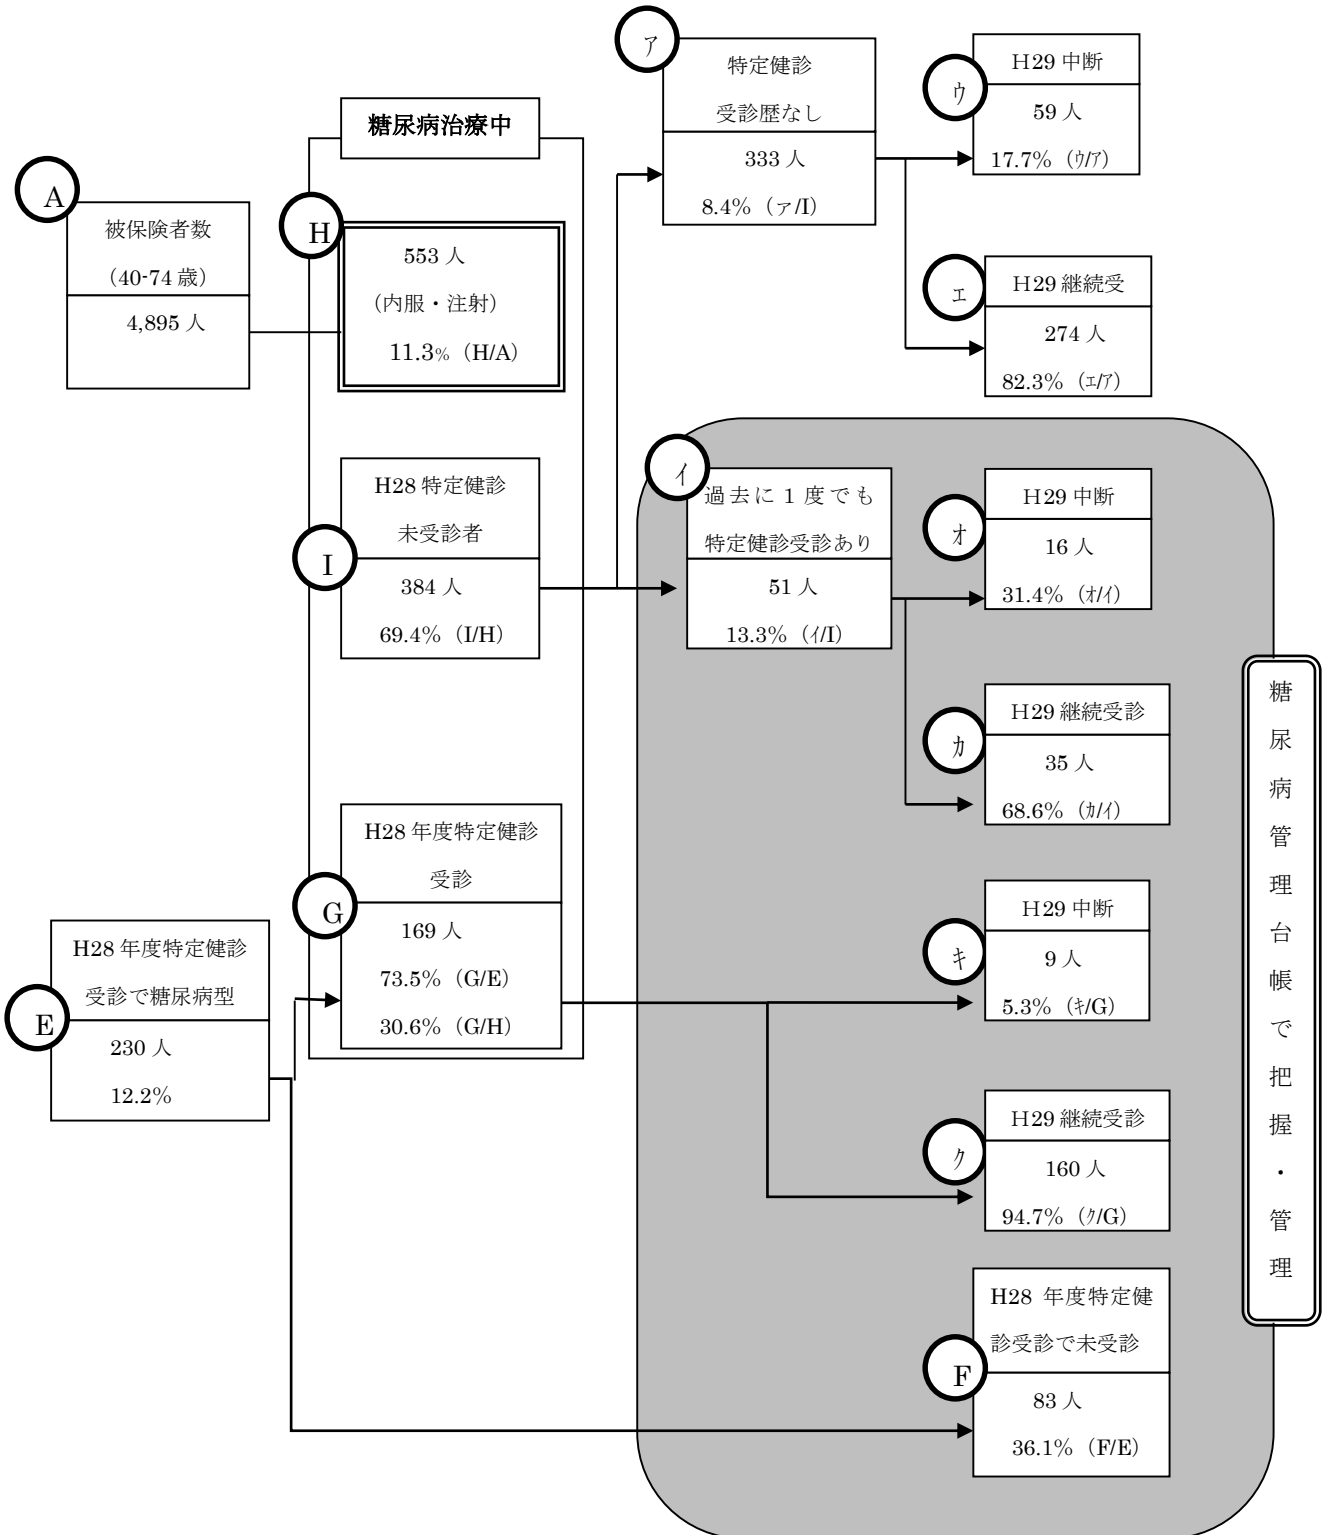 A
被保険者数
(40-74 歳)
4,895 人
糖尿病治療中
H
553 人
(内服・注射)
11.3% (H/A)
I
H28 特定健診
未受診者
384 人
69.4% (I/H)
G
H28 年度特定健診
受診
169 人
73.5% (G/E)
30.6% (G/H)
E
H28 年度特定健診
受診で糖尿病型
230 人
12.2%
ア
特定健診
受診歴なし
333 人
8.4% (ア/I)
ウ
H29 中断
59 人
17.7% (ｳ/ｱ)
エ
H29 継続受
274 人
82.3% (ｴ/ｱ)
イ
過去に 1 度でも
特定健診受診あり
51 人
13.3% (ｲ/I)
オ
H29 中断
16 人
31.4% (ｵ/ｲ)
カ
H29 継続受診
35 人
68.6% (ｶ/ｲ)
キ
H29 中断
9 人
5.3% (ｷ/G)
ク
H29 継続受診
160 人
94.7% (ｸ/G)
F
H28 年度特定健
診受診で未受診
83 人
36.1% (F/E)
糖尿病管理台帳で把握・管理